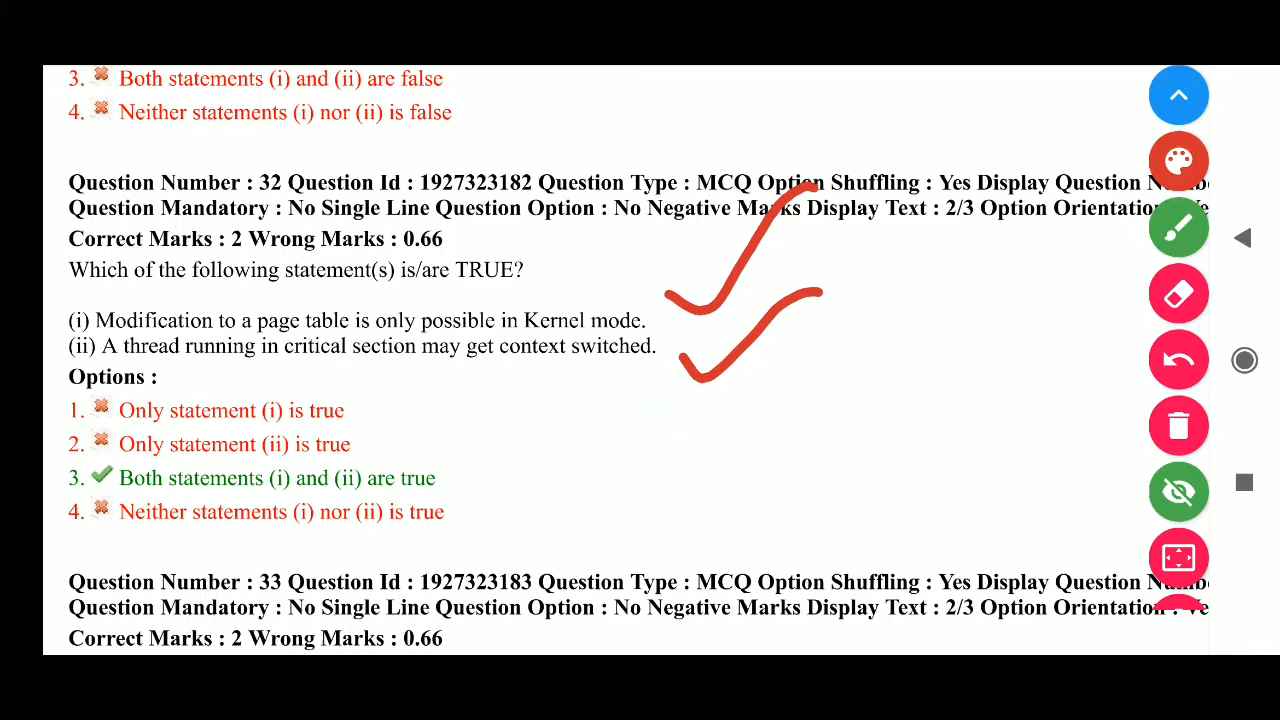 3. Both statements (i) and (ii) are false
4. Neither statements (i) nor (ii) is false
Question Number : 32 Question Id : 1927323182 Question Type : MCQ Option Shuffling : Yes Display Question
Question Mandatory : No Single Line Question Option : No Negative Marks Display Text : 2/3 Option Orientation
Correct Marks : 2 Wrong Marks : 0.66
Which of the following statement(s) is/are TRUE?
(i) Modification to a page table is only possible in Kernel mode.
(ii) A thread running in critical section may get context switched.
Options :
1. Only statement (i) is true
2. Only statement (ii) is true
3. Both statements (i) and (ii) are true
4. Neither statements (i) nor (ii) is true
Question Number : 33 Question Id : 1927323183 Question Type : MCQ Option Shuffling : Yes Display Question
Question Mandatory : No Single Line Question Option : No Negative Marks Display Text : 2/3 Option Orientation :
Correct Marks : 2 Wrong Marks : 0.66